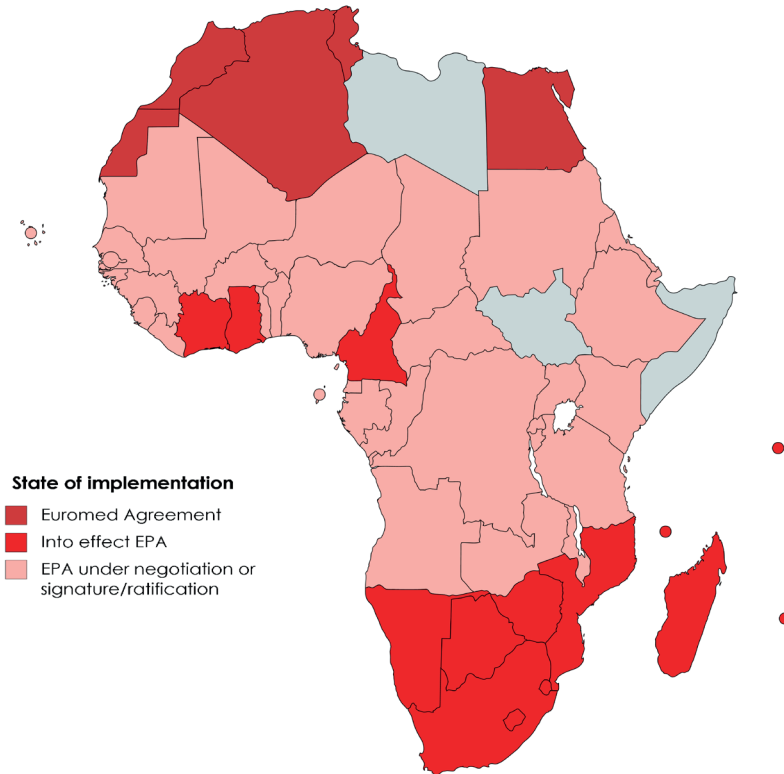 State of implementation
Euromed Agreement
Into effect EPA
EPA under negotiation or
signature/ratification